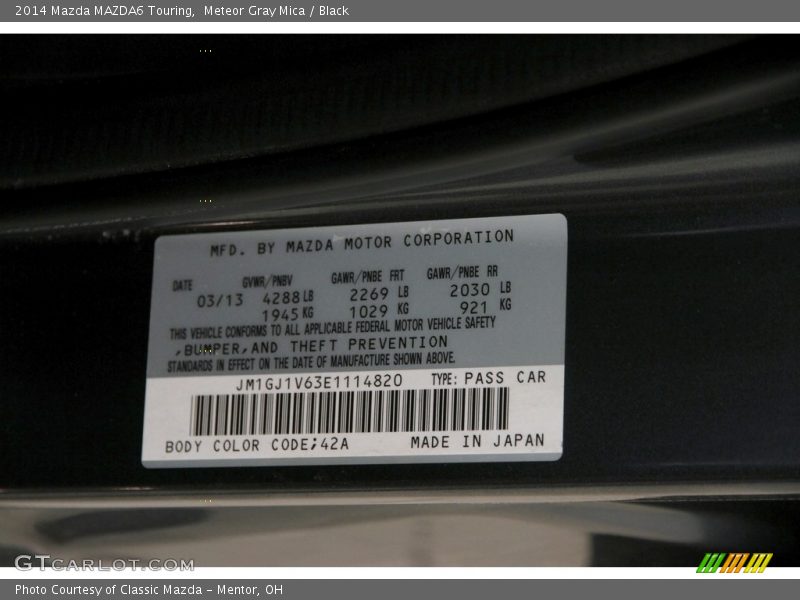 2014 Mazda MAZDA6 Touring,  Meteor Gray Mica / Black
MFD. BY MAZDA MOTOR CORPORATION
DATE GVWR/PNBV GAWR/PNBE FRT GAWR/PNBE RR
03/13 4288 LB 2269 LB 2030 LB
1945 KG 1029 KG 921 KG
THIS VEHICLE CONFORMS TO ALL APPLICABLE FEDERAL MOTOR VEHICLE SAFETY
,BUMPER,AND THEFT PREVENTION
STANDARDS IN EFFECT ON THE DATE OF MANUFACTURE SHOWN ABOVE.
JM1GJ1V63E1114820 TYPE: PASS CAR
BODY COLOR CODE;42A MADE IN JAPAN
GTCARLOT.COM
Photo Courtesy of Classic Mazda - Mentor, OH